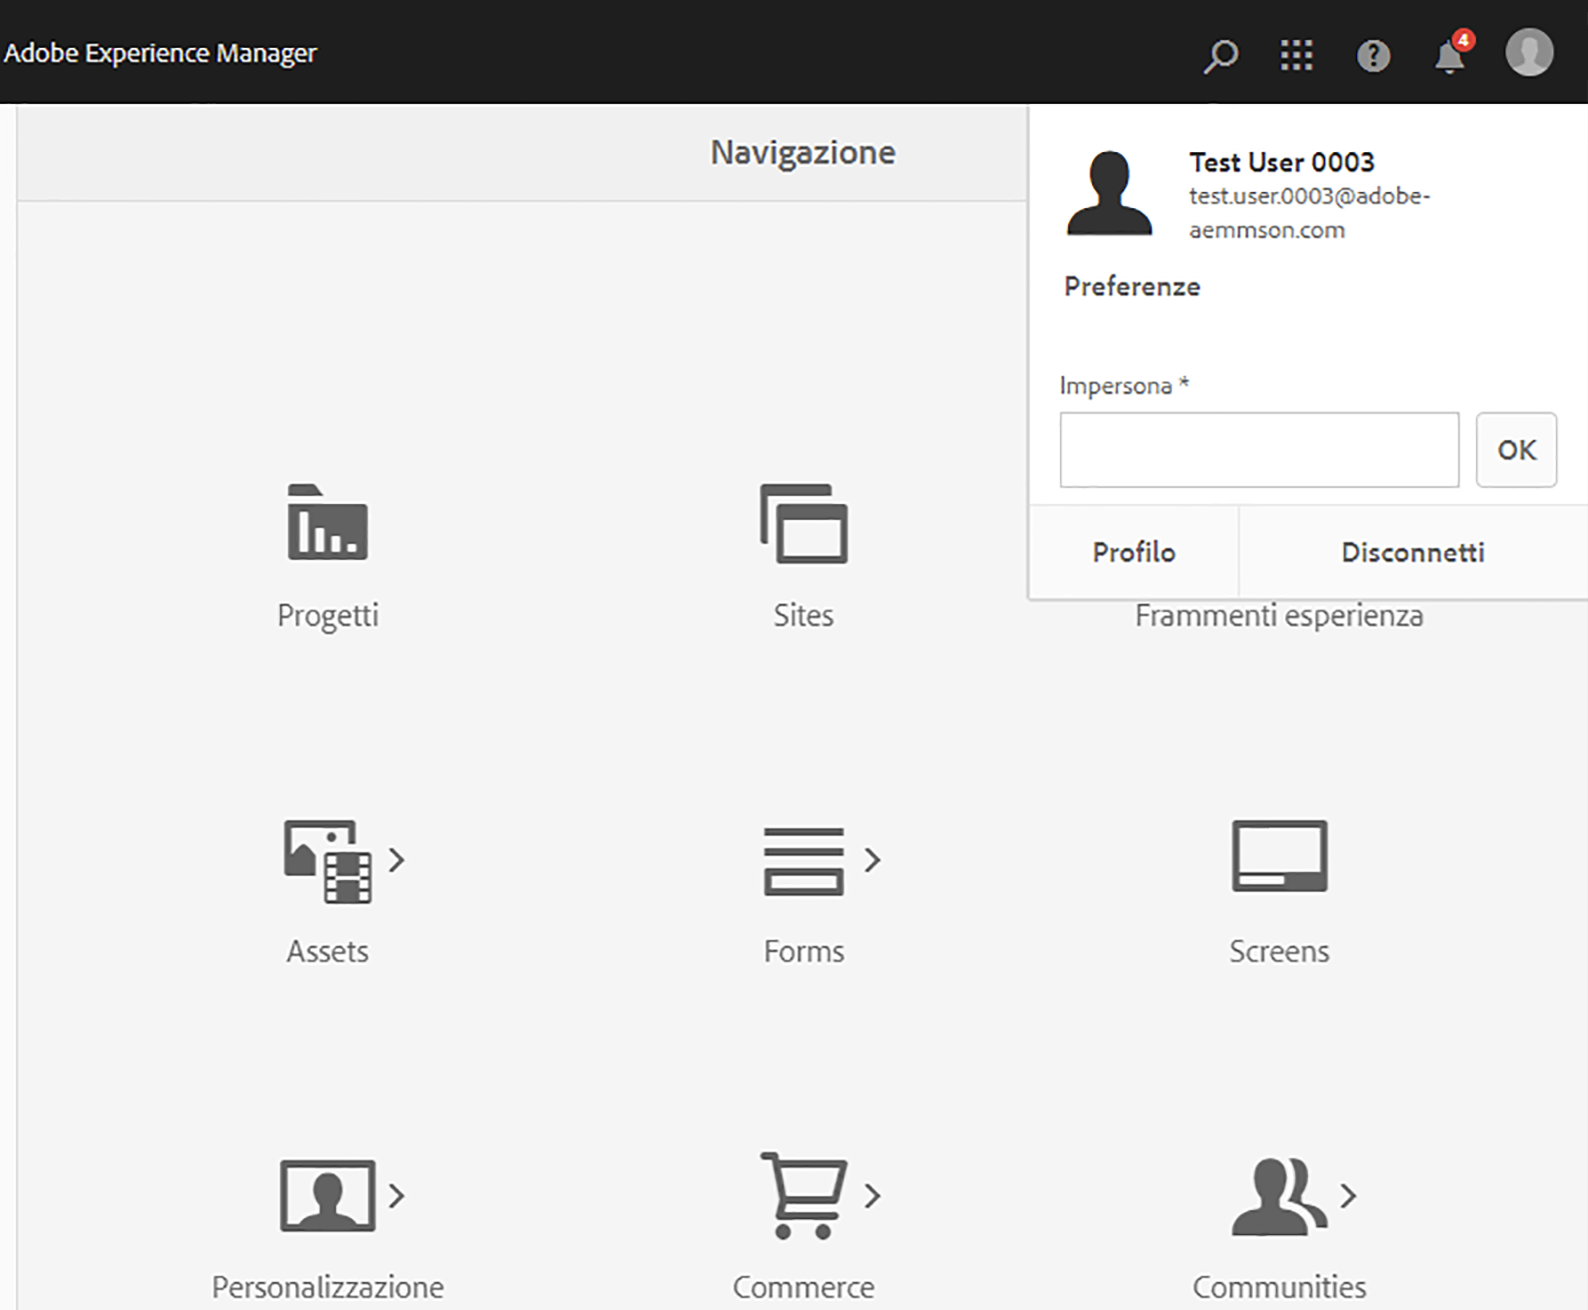 Adobe Experience Manager
4
Navigazione
Test User 0003
test.user.0003@adobe-
aemmson.com
Preferenze
Impersona *
OK
Profilo
Disconnetti
Progetti
Sites
Frammenti esperienza
Assets
Forms
Screens
Personalizzazione
Commerce
Communities